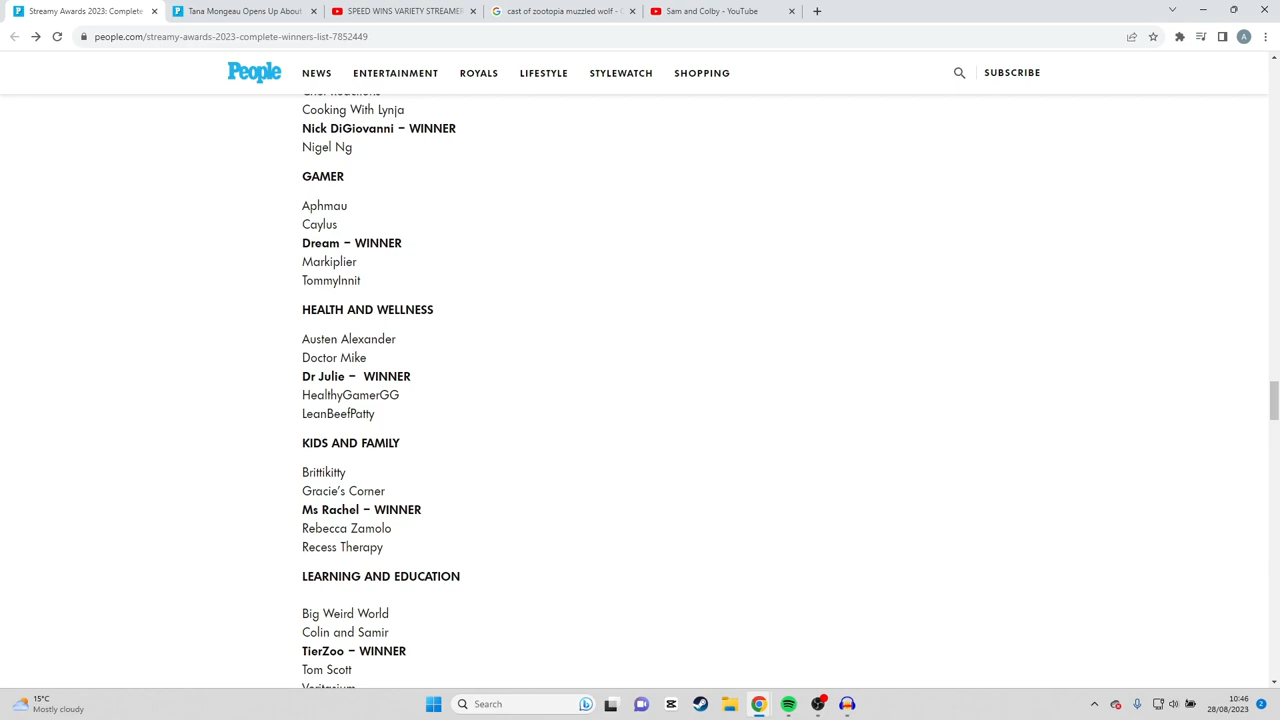 Streamy Awards 2023: Complete
Tana Mongeau Opens Up About
SPEED WINS VARIETY STREAMER
cast of zootopia muzzled wolf -
Sam and Colby - YouTube
people.com/streamy-awards-2023-complete-winners-list-7852449
A
People
NEWS
ENTERTAINMENT
ROYALS
LIFESTYLE
STYLEWATCH
SHOPPING
SUBSCRIBE
Cooking With Lynja
Nick DiGiovanni – WINNER
Nigel Ng
GAMER
Aphmau
Caylus
Dream – WINNER
Markiplier
TommyInnit
HEALTH AND WELLNESS
Austen Alexander
Doctor Mike
Dr Julie – WINNER
HealthyGamerGG
LeanBeefPatty
KIDS AND FAMILY
Brittikitty
Gracie’s Corner
Ms Rachel – WINNER
Rebecca Zamolo
Recess Therapy
LEARNING AND EDUCATION
Big Weird World
Colin and Samir
TierZoo – WINNER
Tom Scott
15°C
Mostly cloudy
Search
10:46
28/08/2023
2